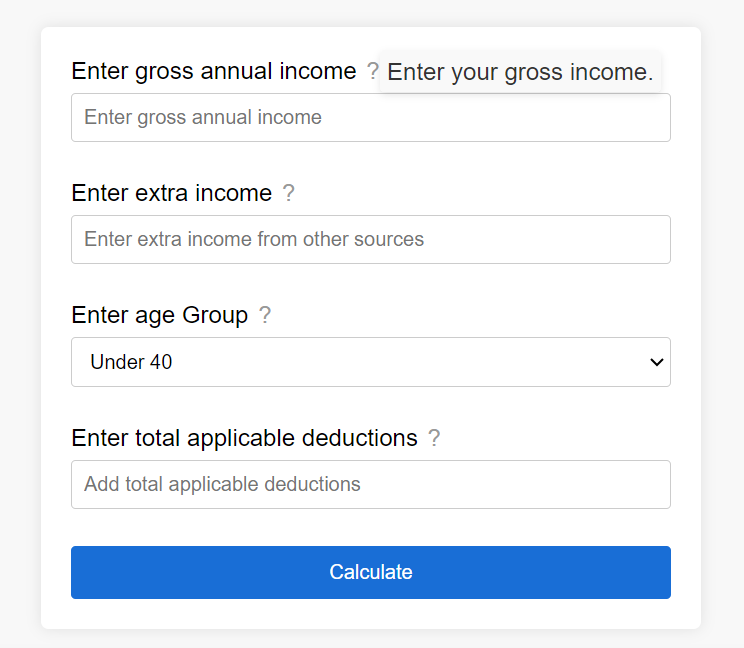 Enter gross annual income ? Enter your gross income.
Enter gross annual income
Enter extra income ?
Enter extra income from other sources
Enter age Group ?
Under 40
Enter total applicable deductions ?
Add total applicable deductions
Calculate